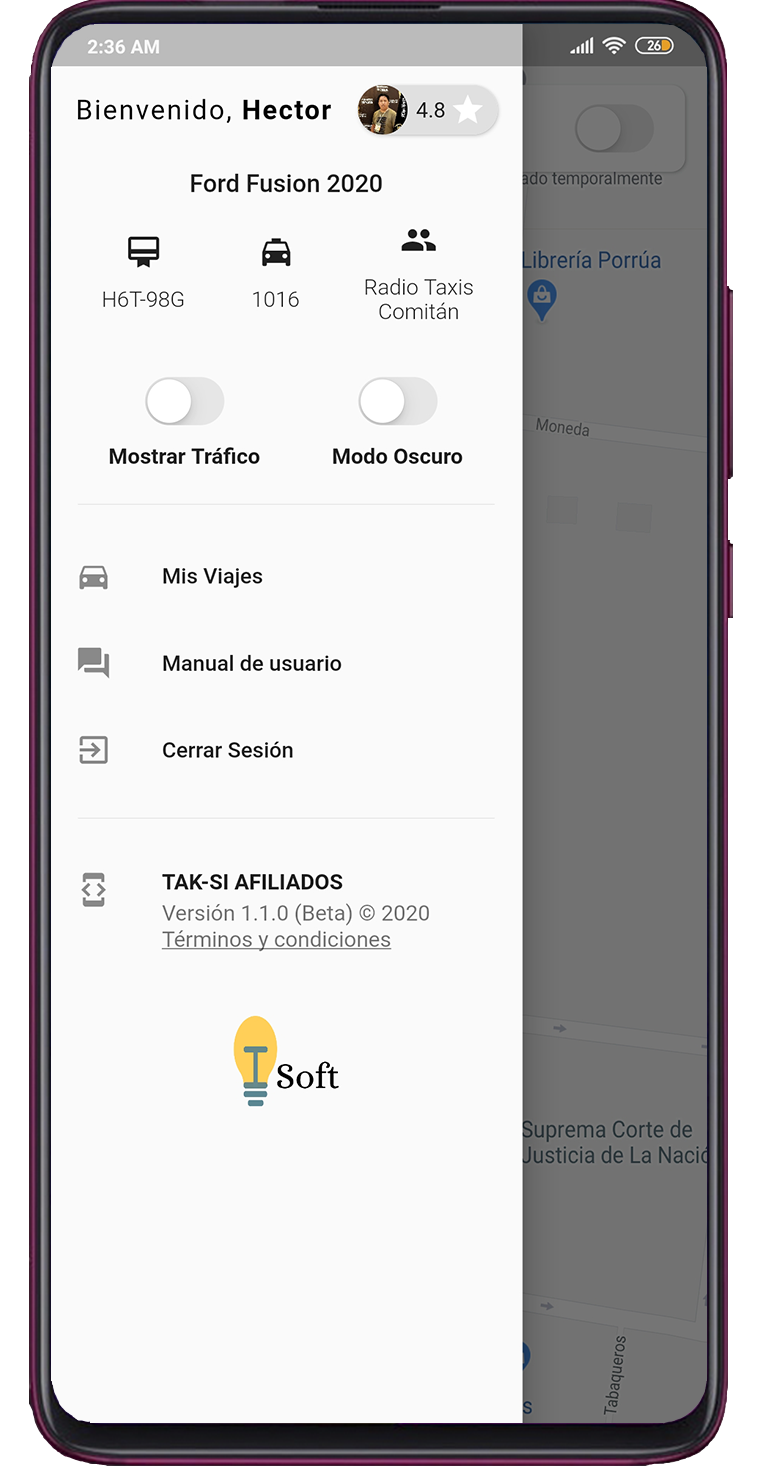 2:36 AM
26
Bienvenido, Hector
4.8
Ford Fusion 2020
H6T-98G
1016
Radio Taxis
Comitán
Mostrar Tráfico
Modo Oscuro
Mis Viajes
Manual de usuario
Cerrar Sesión
TAK-SI AFILIADOS
Versión 1.1.0 (Beta) © 2020
Términos y condiciones
I Soft
ado temporalmente
Librería Porrúa
Moneda
Suprema Corte de
Justicia de La Nació
Tabaqueros
s